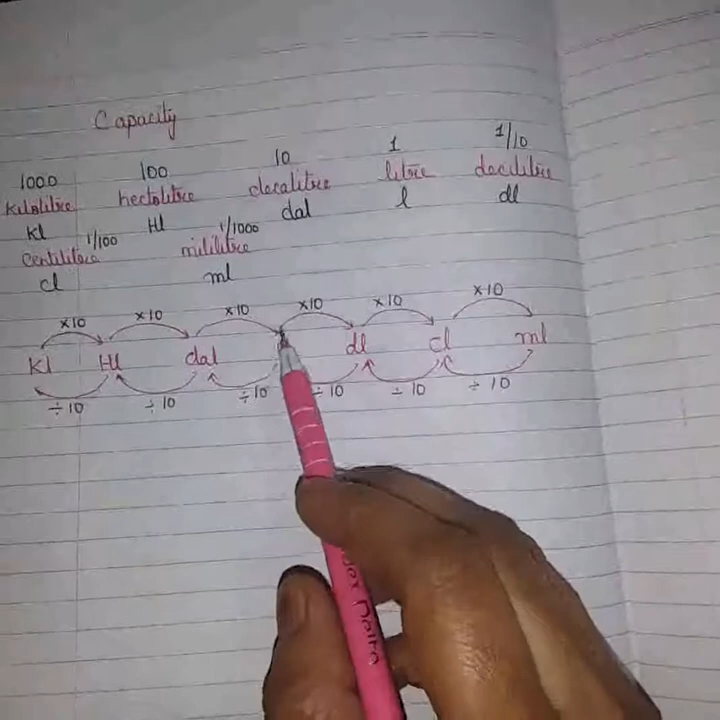 Capacity
1000 100 10 1 1/10
Kilolitre hectolitre decalitre litre decilitre
Kl Hl dal l dl
1/100 1/1000
Centilitre millilitre
cl ml
×10 ×10 ×10 ×10 ×10 ×10
Kl Hl dal dl cl ml
÷10 ÷10 ÷10 ÷10 ÷10 ÷10